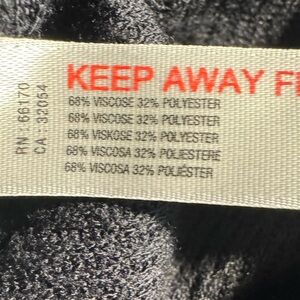 KEEP AWAY
68% VISCOSE 32% POLYESTER
68% VISCOSE 32% POLYESTER
68% VISKOSE 32% POLYESTER
68% VISCOSA 32% POLIESTERE
68% VISCOSA 32% POLIÉSTER
RN : 66170
CA : 32054